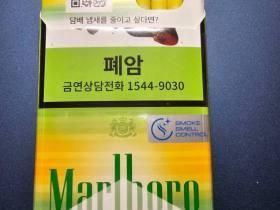 담배 냄새를 줄이고 싶다면?
폐암
금연상담전화 1544-9030
SMOKE
SMELL
CONTROL
Marlboro